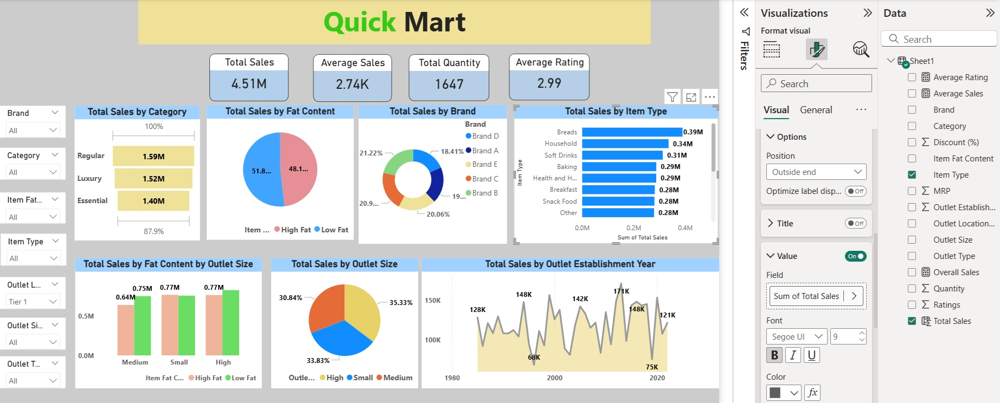 Quick Mart
Total Sales
4.51M
Average Sales
2.74K
Total Quantity
1647
Average Rating
2.99
Brand
All
Category
All
Item Fat...
All
Item Type
All
Outlet L...
Tier 1
Outlet Si...
All
Outlet T...
All
Total Sales by Category
100%
Regular
1.59M
Luxury
1.52M
Essential
1.40M
87.9%
Total Sales by Fat Content
51.8...
48.1...
Item ...
High Fat
Low Fat
Total Sales by Brand
Brand
Brand D
Brand A
Brand E
Brand C
Brand B
21.22%
18.41%
19...
20.06%
20.9...
Total Sales by Item Type
Item Type
Breads
0.39M
Household
0.34M
Soft Drinks
0.31M
Baking
0.29M
Health and H...
0.29M
Breakfast
0.28M
Snack Food
0.28M
Other
0.28M
0.0M
0.2M
0.4M
Sum of Total Sales
Total Sales by Fat Content by Outlet Size
0.5M
0.0M
0.64M
0.75M
0.77M
0.77M
Medium
Small
High
Item Fat C...
High Fat
Low Fat
Total Sales by Outlet Size
30.84%
35.33%
33.83%
Outle...
High
Small
Medium
Total Sales by Outlet Establishment Year
150K
100K
128K
148K
68K
142K
171K
148K
75K
121K
1980
2000
2020
Filters
Visualizations
Format visual
Search
Visual
General
Options
Position
Outside end
Optimize label disp...
Off
Title
Off
Value
On
Field
Sum of Total Sales
Font
Segoe UI
9
B
I
U
Color
fx
Data
Search
Sheet1
Average Rating
Average Sales
Brand
Category
Discount (%)
Item Fat Content
Item Type
MRP
Outlet Establish...
Outlet Location...
Outlet Size
Outlet Type
Overall Sales
Quantity
Ratings
Total Sales